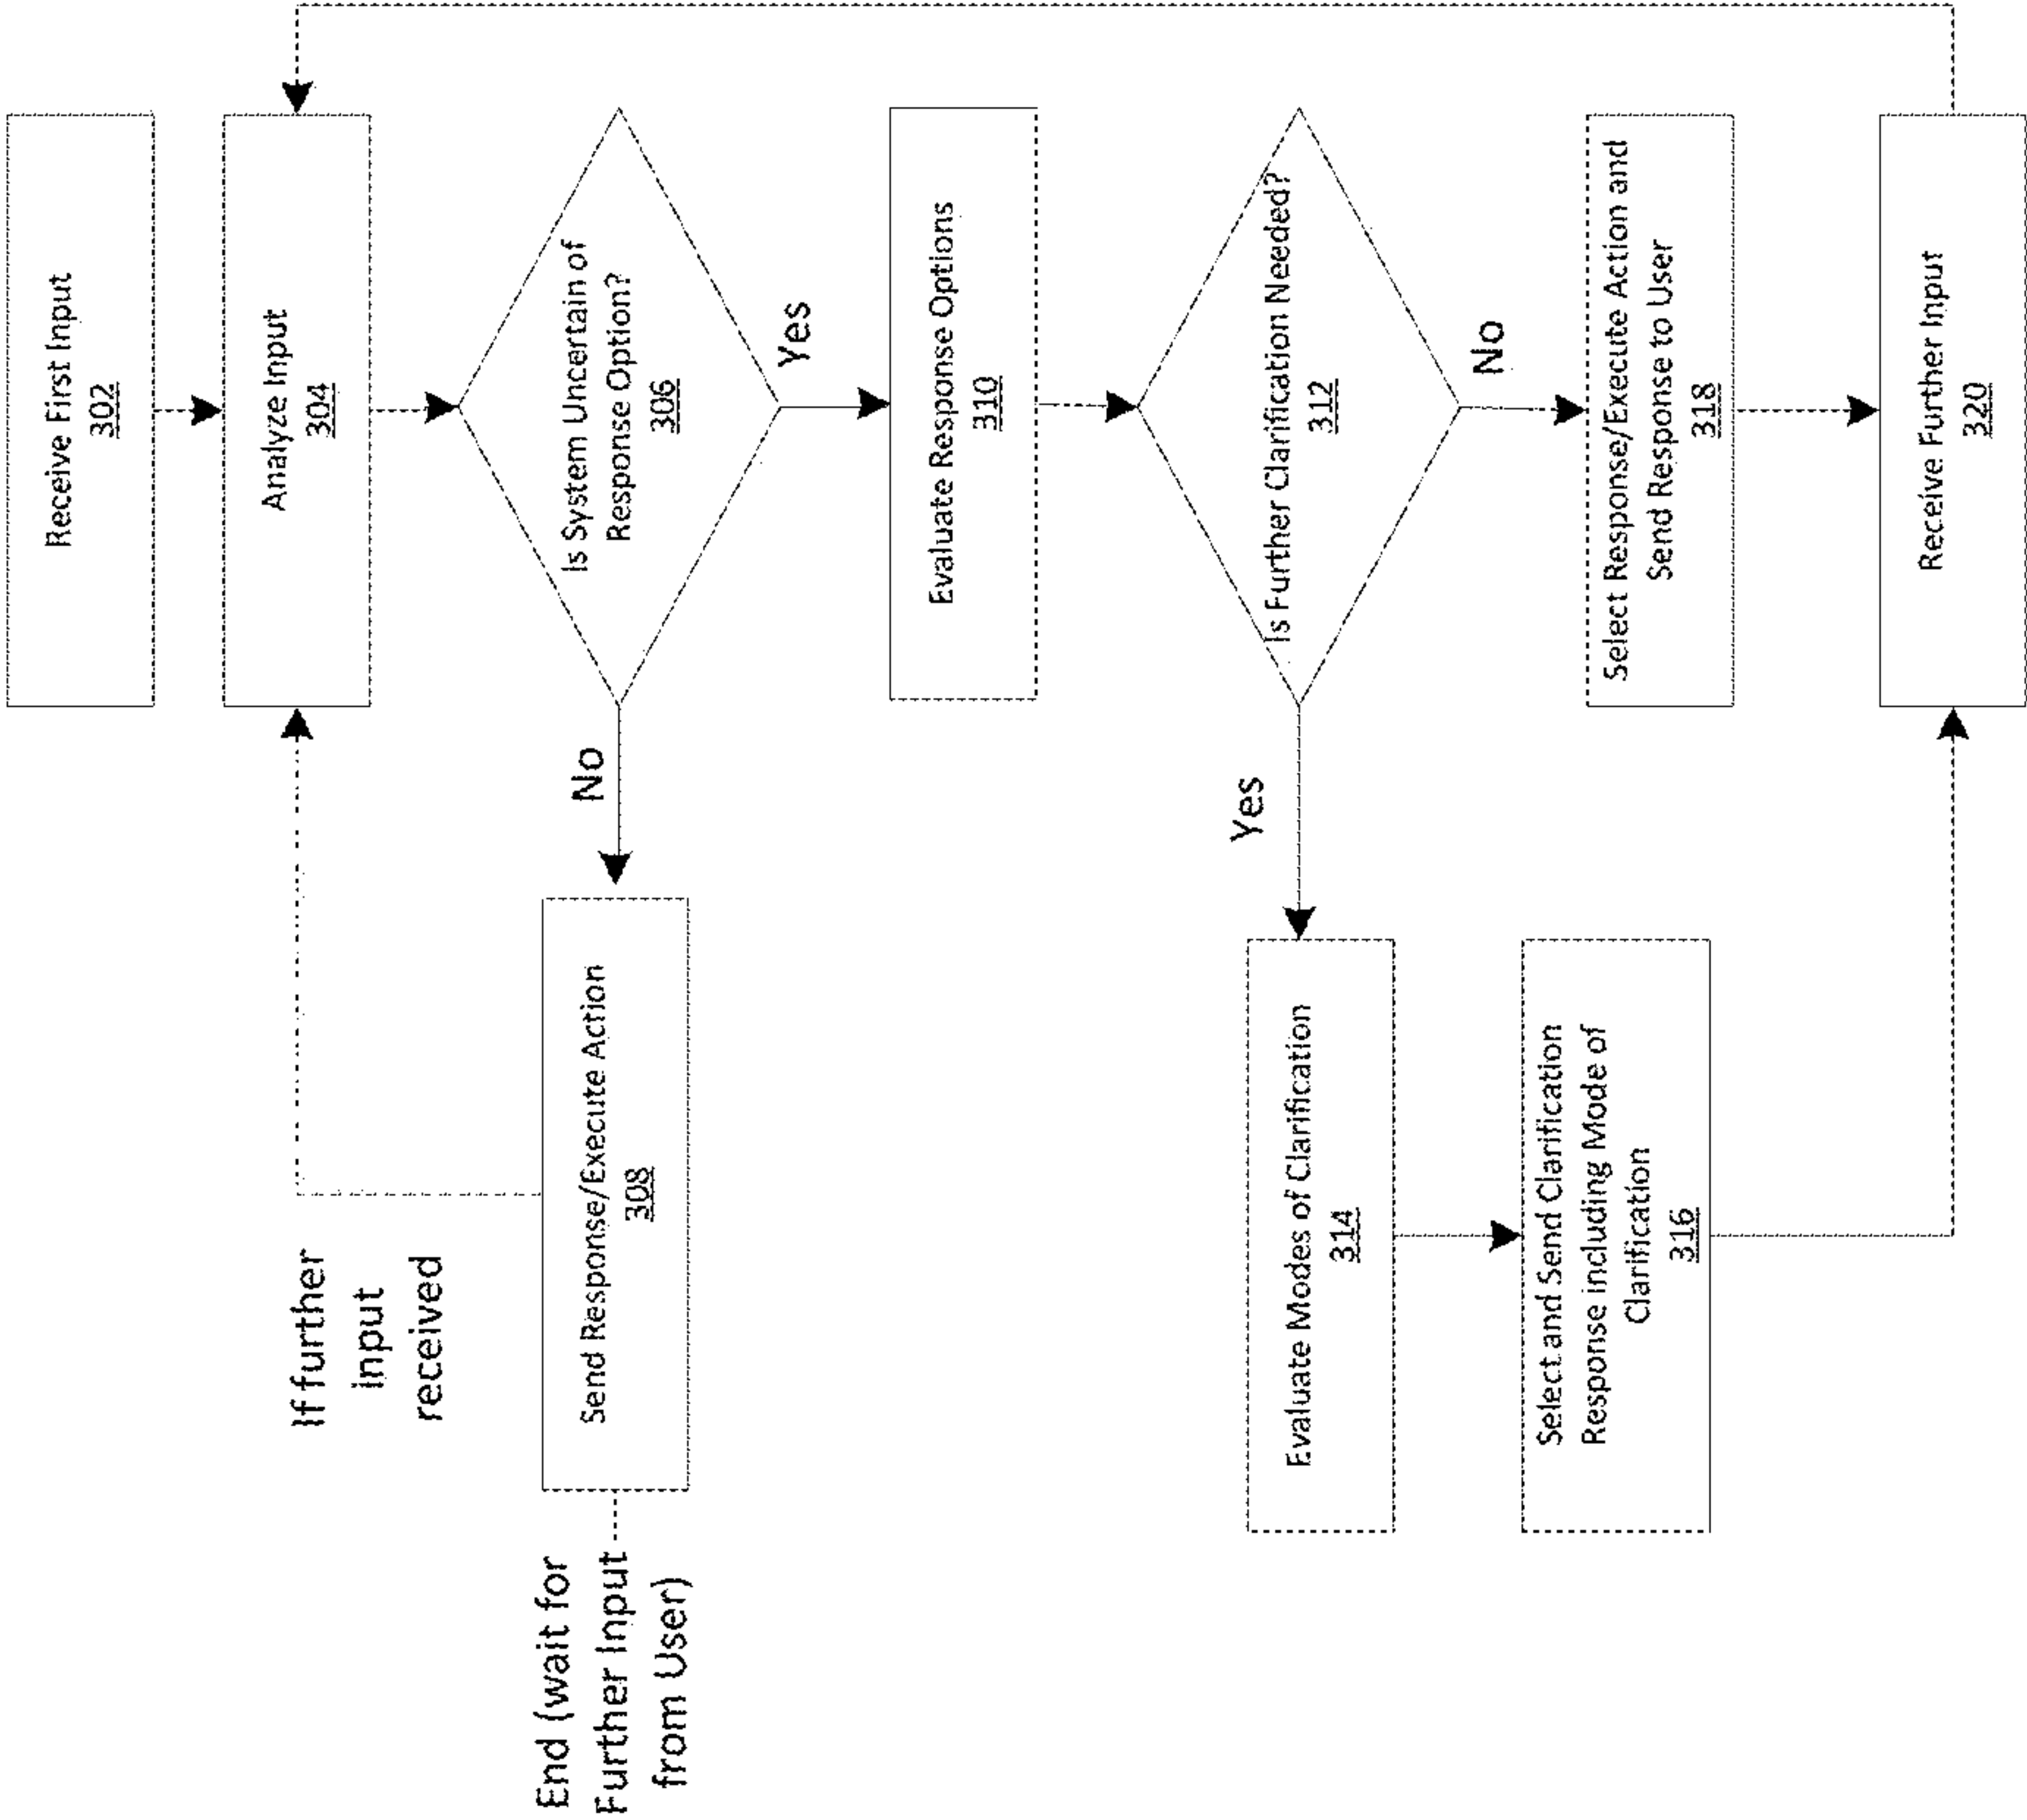 Receive First Input
302
Analyze Input
304
Is System Uncertain of
Response Option?
306
No
Yes
If further
input
received
Send Response/Execute Action
308
End (wait for
Further Input
from User)
Evaluate Response Options
310
Is Further Clarification Needed?
312
Yes
No
Evaluate Modes of Clarification
314
Select and Send Clarification
Response including Mode of
Clarification
316
Select Response/Execute Action and
Send Response to User
318
Receive Further Input
320